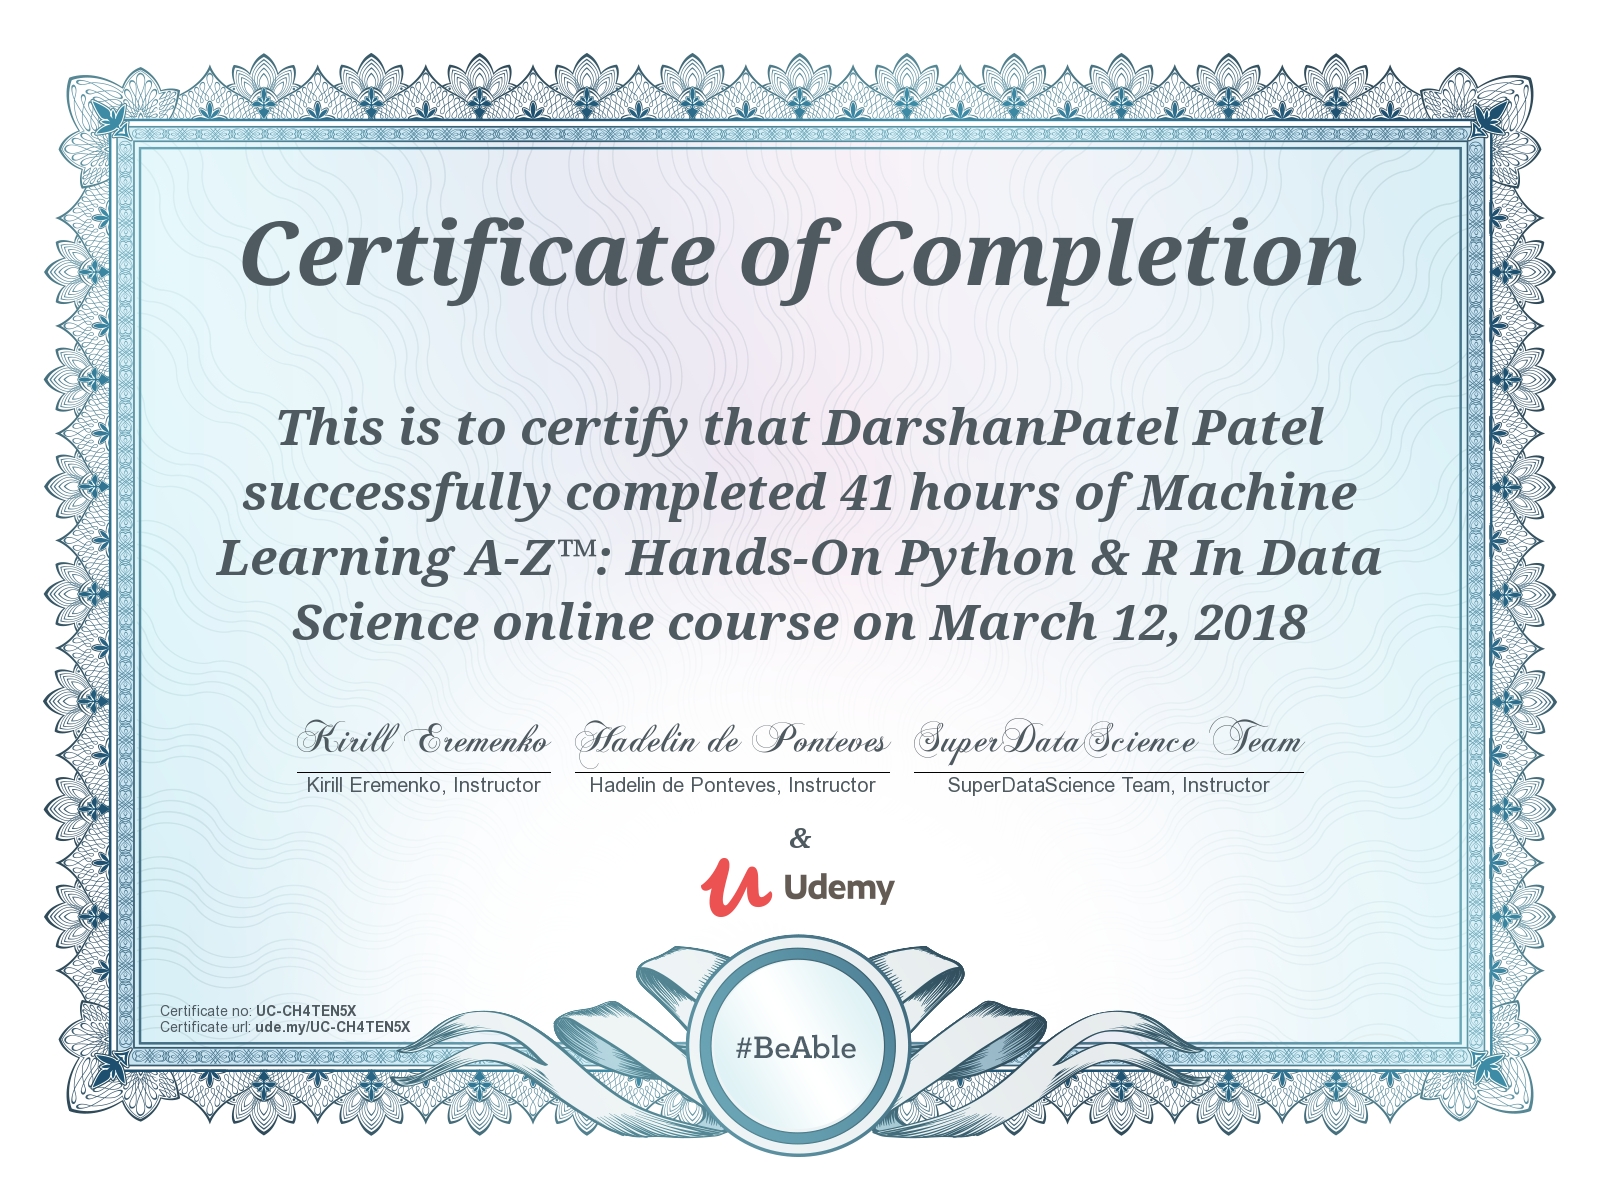 Certificate of Completion
This is to certify that DarshanPatel Patel
successfully completed 41 hours of Machine
Learning A-Z™: Hands-On Python & R In Data
Science online course on March 12, 2018
Kirill Eremenko Hadelin de Ponteves SuperDataScience Team
Kirill Eremenko, Instructor Hadelin de Ponteves, Instructor SuperDataScience Team, Instructor
&
Udemy
Certificate no: UC-CH4TEN5X
Certificate url: ude.my/UC-CH4TEN5X
#BeAble